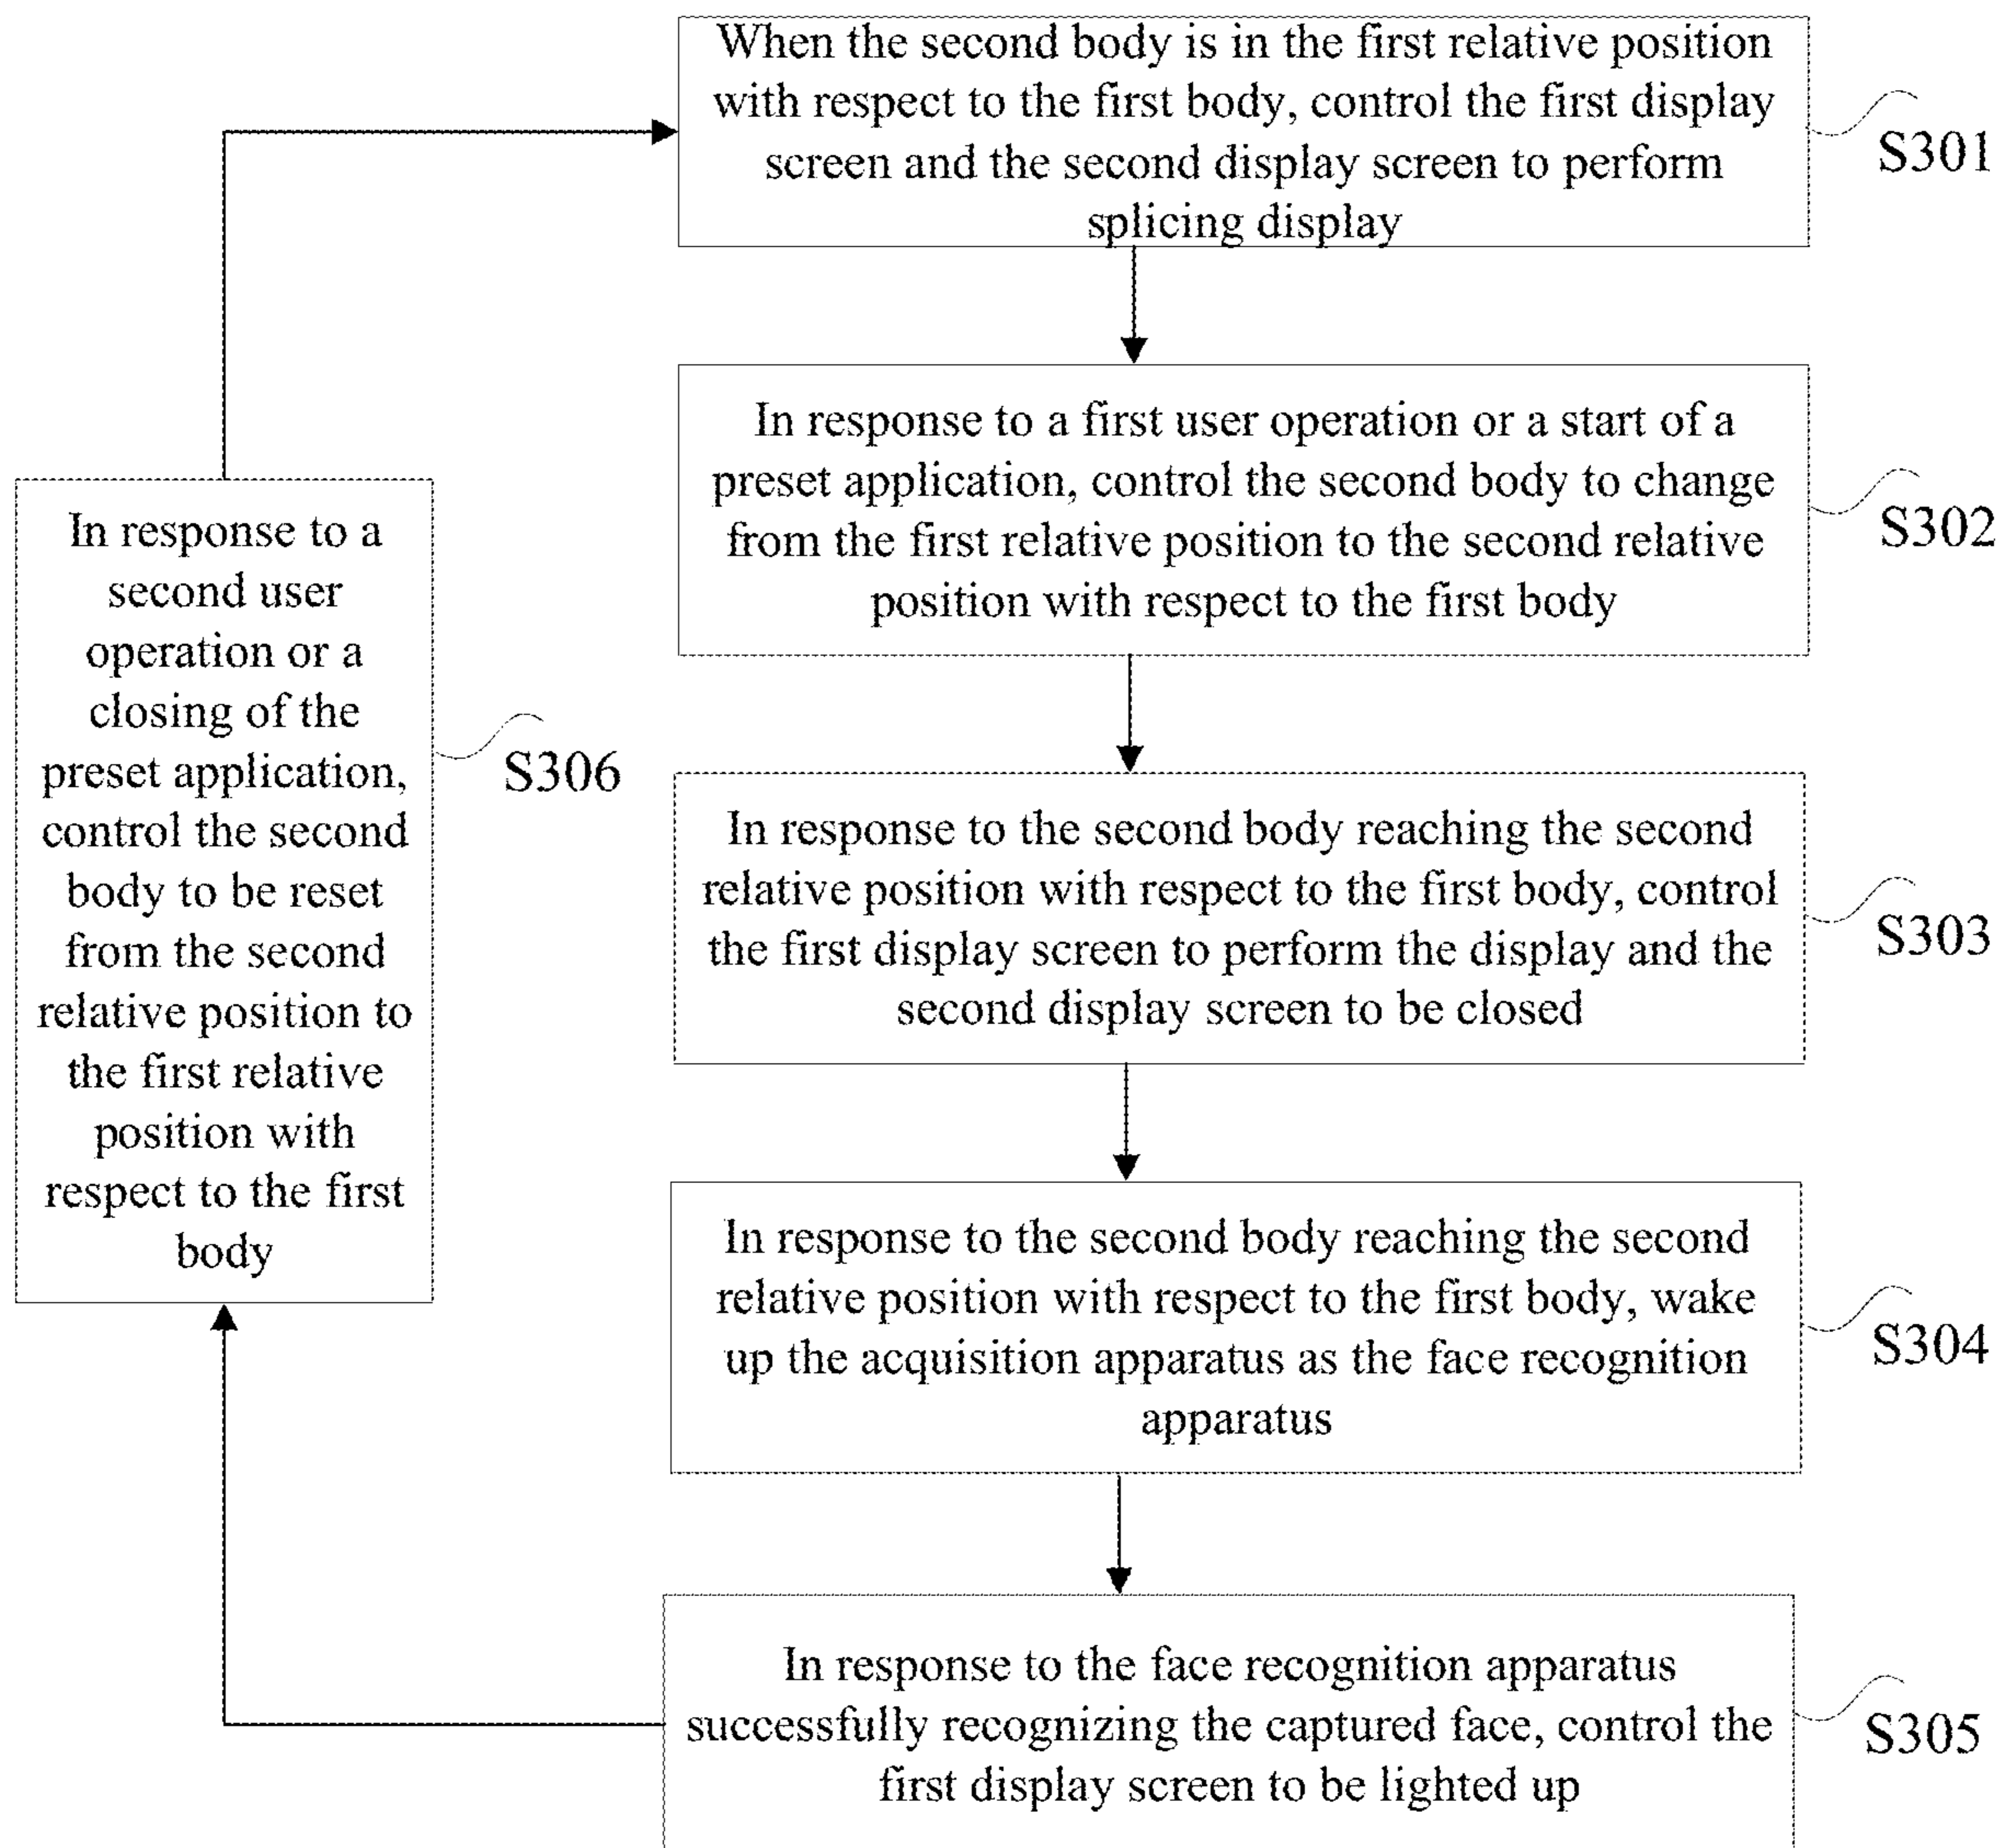 When the second body is in the first relative position
with respect to the first body, control the first display
screen and the second display screen to perform
splicing display
S301
In response to a first user operation or a start of a
preset application, control the second body to change
from the first relative position to the second relative
position with respect to the first body
S302
In response to the second body reaching the second
relative position with respect to the first body, control
the first display screen to perform the display and the
second display screen to be closed
S303
In response to the second body reaching the second
relative position with respect to the first body, wake
up the acquisition apparatus as the face recognition
apparatus
S304
In response to the face recognition apparatus
successfully recognizing the captured face, control the
first display screen to be lighted up
S305
In response to a
second user
operation or a
closing of the
preset application,
control the second
body to be reset
from the second
relative position to
the first relative
position with
respect to the first
body
S306